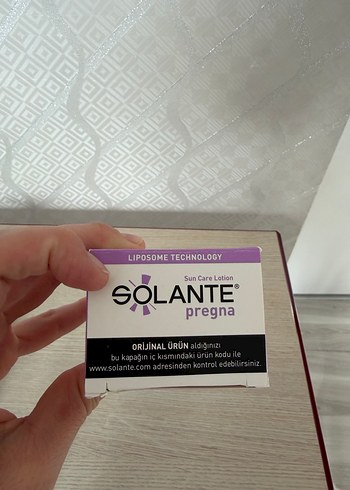 LIPOSOME TECHNOLOGY
Sun Care Lotion
SOLANTE®
pregna
ORİJİNAL ÜRÜN aldığınızı
bu kapağın iç kısmındaki ürün kodu ile
www.solante.com adresinden kontrol edebilirsiniz.